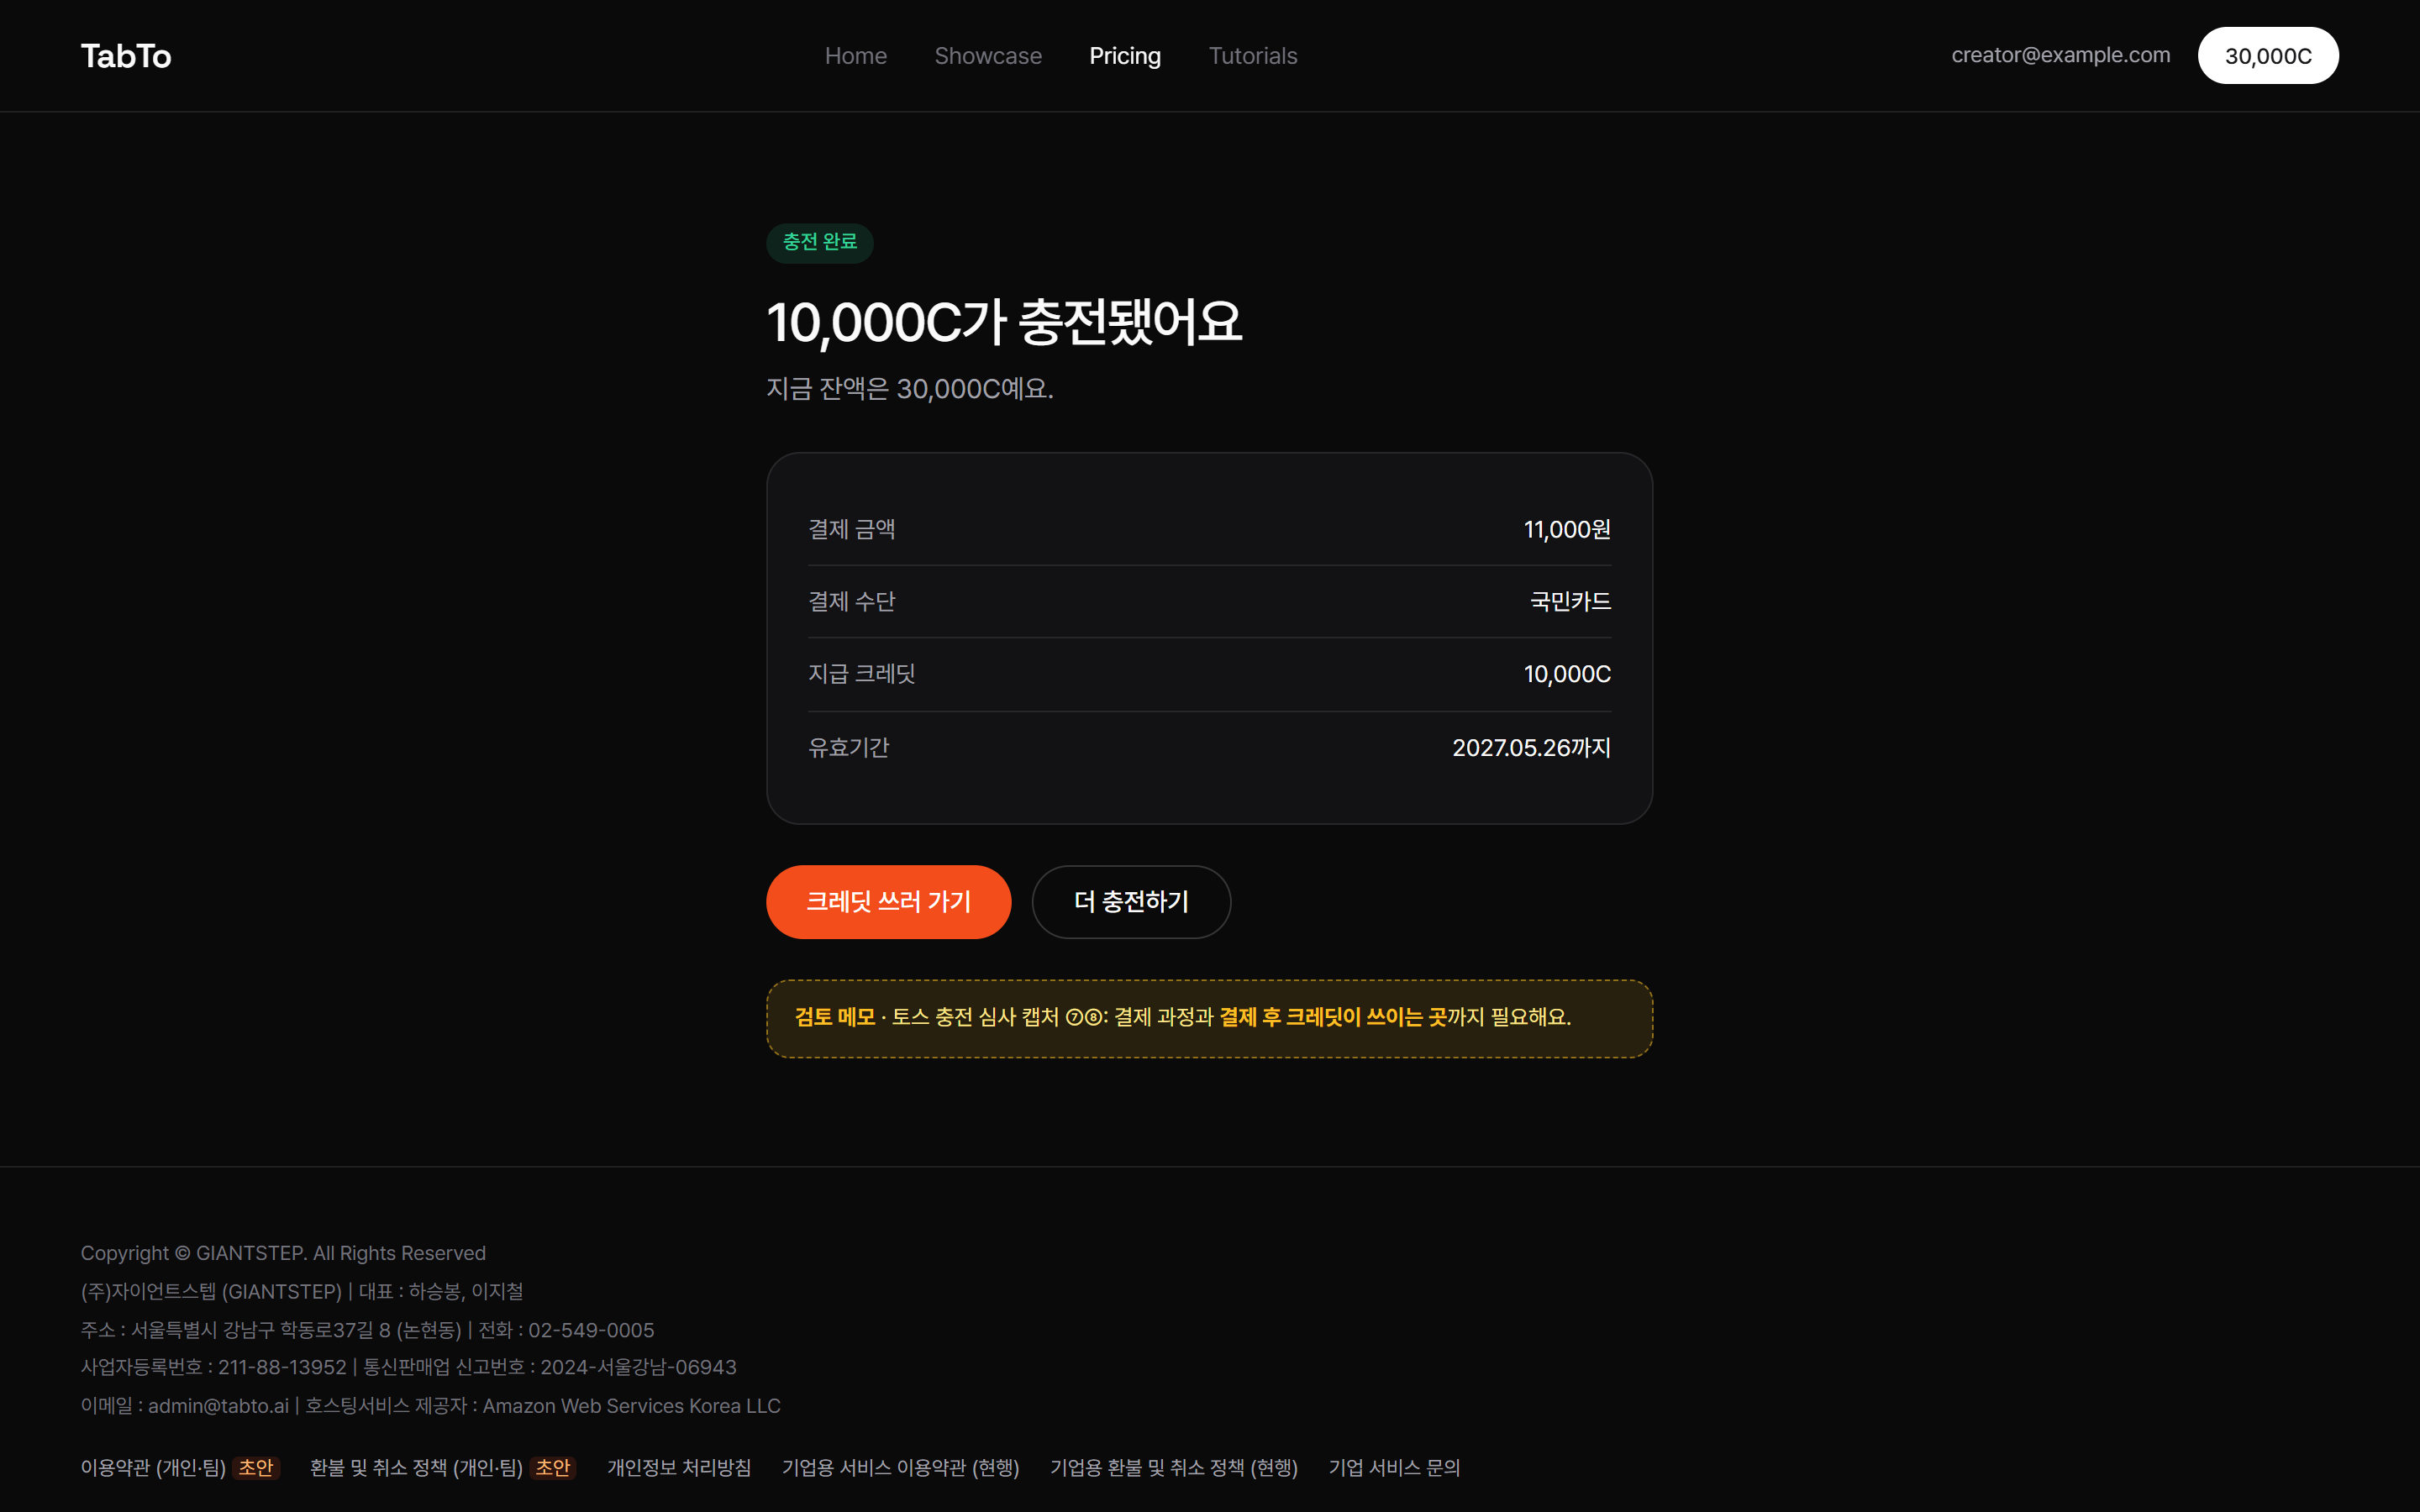 TabTo
Home Showcase Pricing Tutorials
creator@example.com 30,000C
충전 완료
10,000C가 충전됐어요
지금 잔액은 30,000C예요.
결제 금액 11,000원
결제 수단 국민카드
지급 크레딧 10,000C
유효기간 2027.05.26까지
크레딧 쓰러 가기 더 충전하기
검토 메모 · 토스 충전 심사 캡처 ⑦⑧: 결제 과정과 결제 후 크레딧이 쓰이는 곳까지 필요해요.
Copyright © GIANTSTEP. All Rights Reserved
(주)자이언트스텝 (GIANTSTEP) | 대표 : 하승봉, 이지철
주소 : 서울특별시 강남구 학동로37길 8 (논현동) | 전화 : 02-549-0005
사업자등록번호 : 211-88-13952 | 통신판매업 신고번호 : 2024-서울강남-06943
이메일 : admin@tabto.ai | 호스팅서비스 제공자 : Amazon Web Services Korea LLC
이용약관 (개인·팀) 초안 환불 및 취소 정책 (개인·팀) 초안 개인정보 처리방침 기업용 서비스 이용약관 (현행) 기업용 환불 및 취소 정책 (현행) 기업 서비스 문의